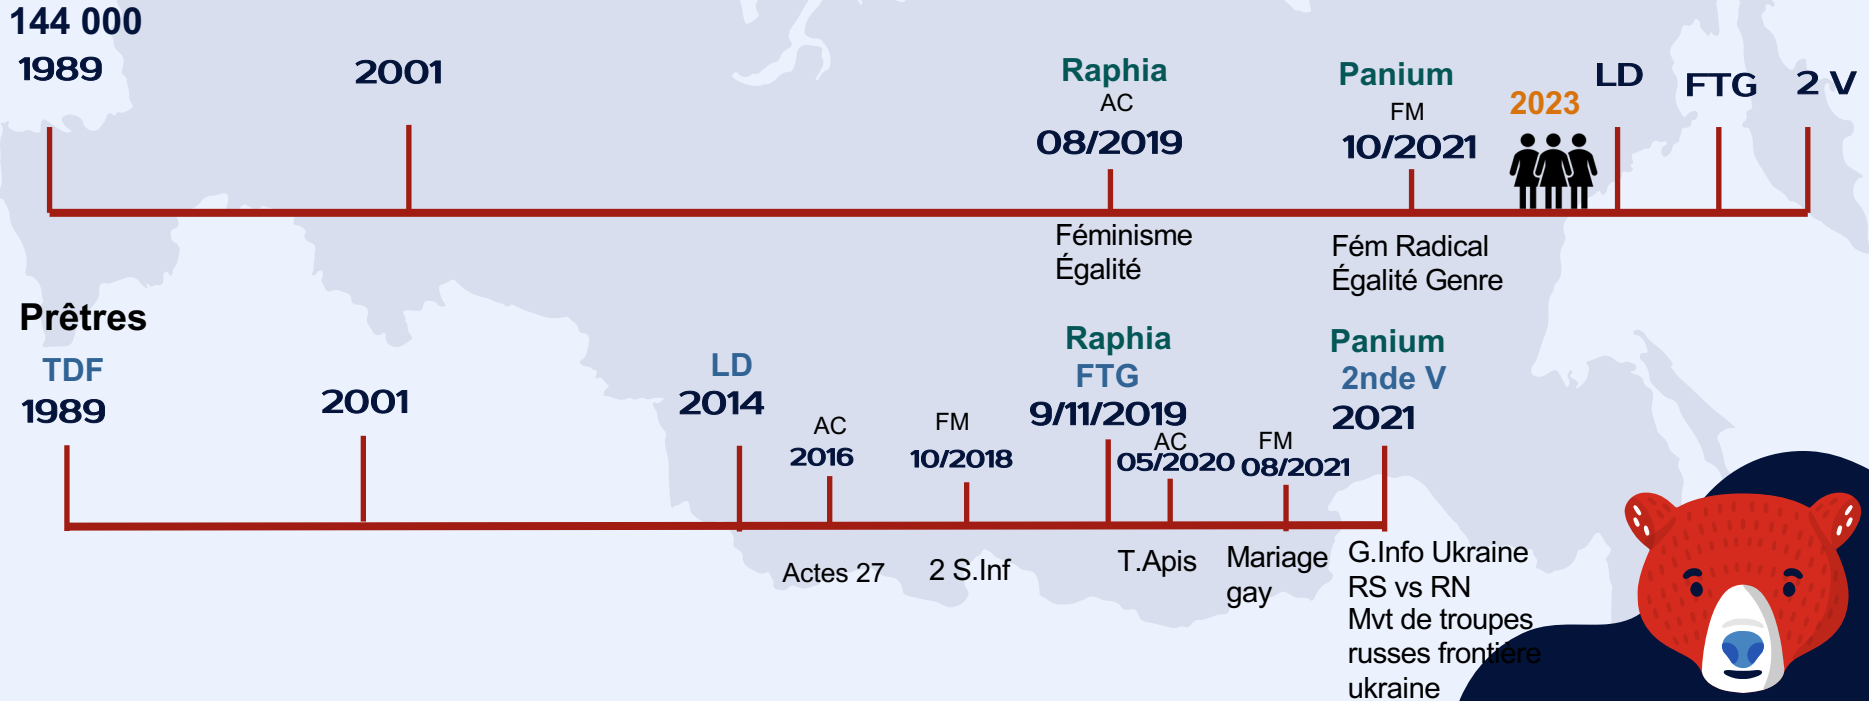 144 000
1989
2001
Raphia
AC
08/2019
Panium
FM
10/2021
2023
LD
FTG
2 V
Féminisme
Égalité
Fém Radical
Égalité Genre
Prêtres
TDF
1989
2001
LD
2014
AC
2016
FM
10/2018
Raphia
FTG
9/11/2019
AC
05/2020
FM
08/2021
Panium
2nde V
2021
Actes 27
2 S.Inf
T.Apis
Mariage
gay
G.Info Ukraine
RS vs RN
Mvt de troupes
russes frontière
ukraine